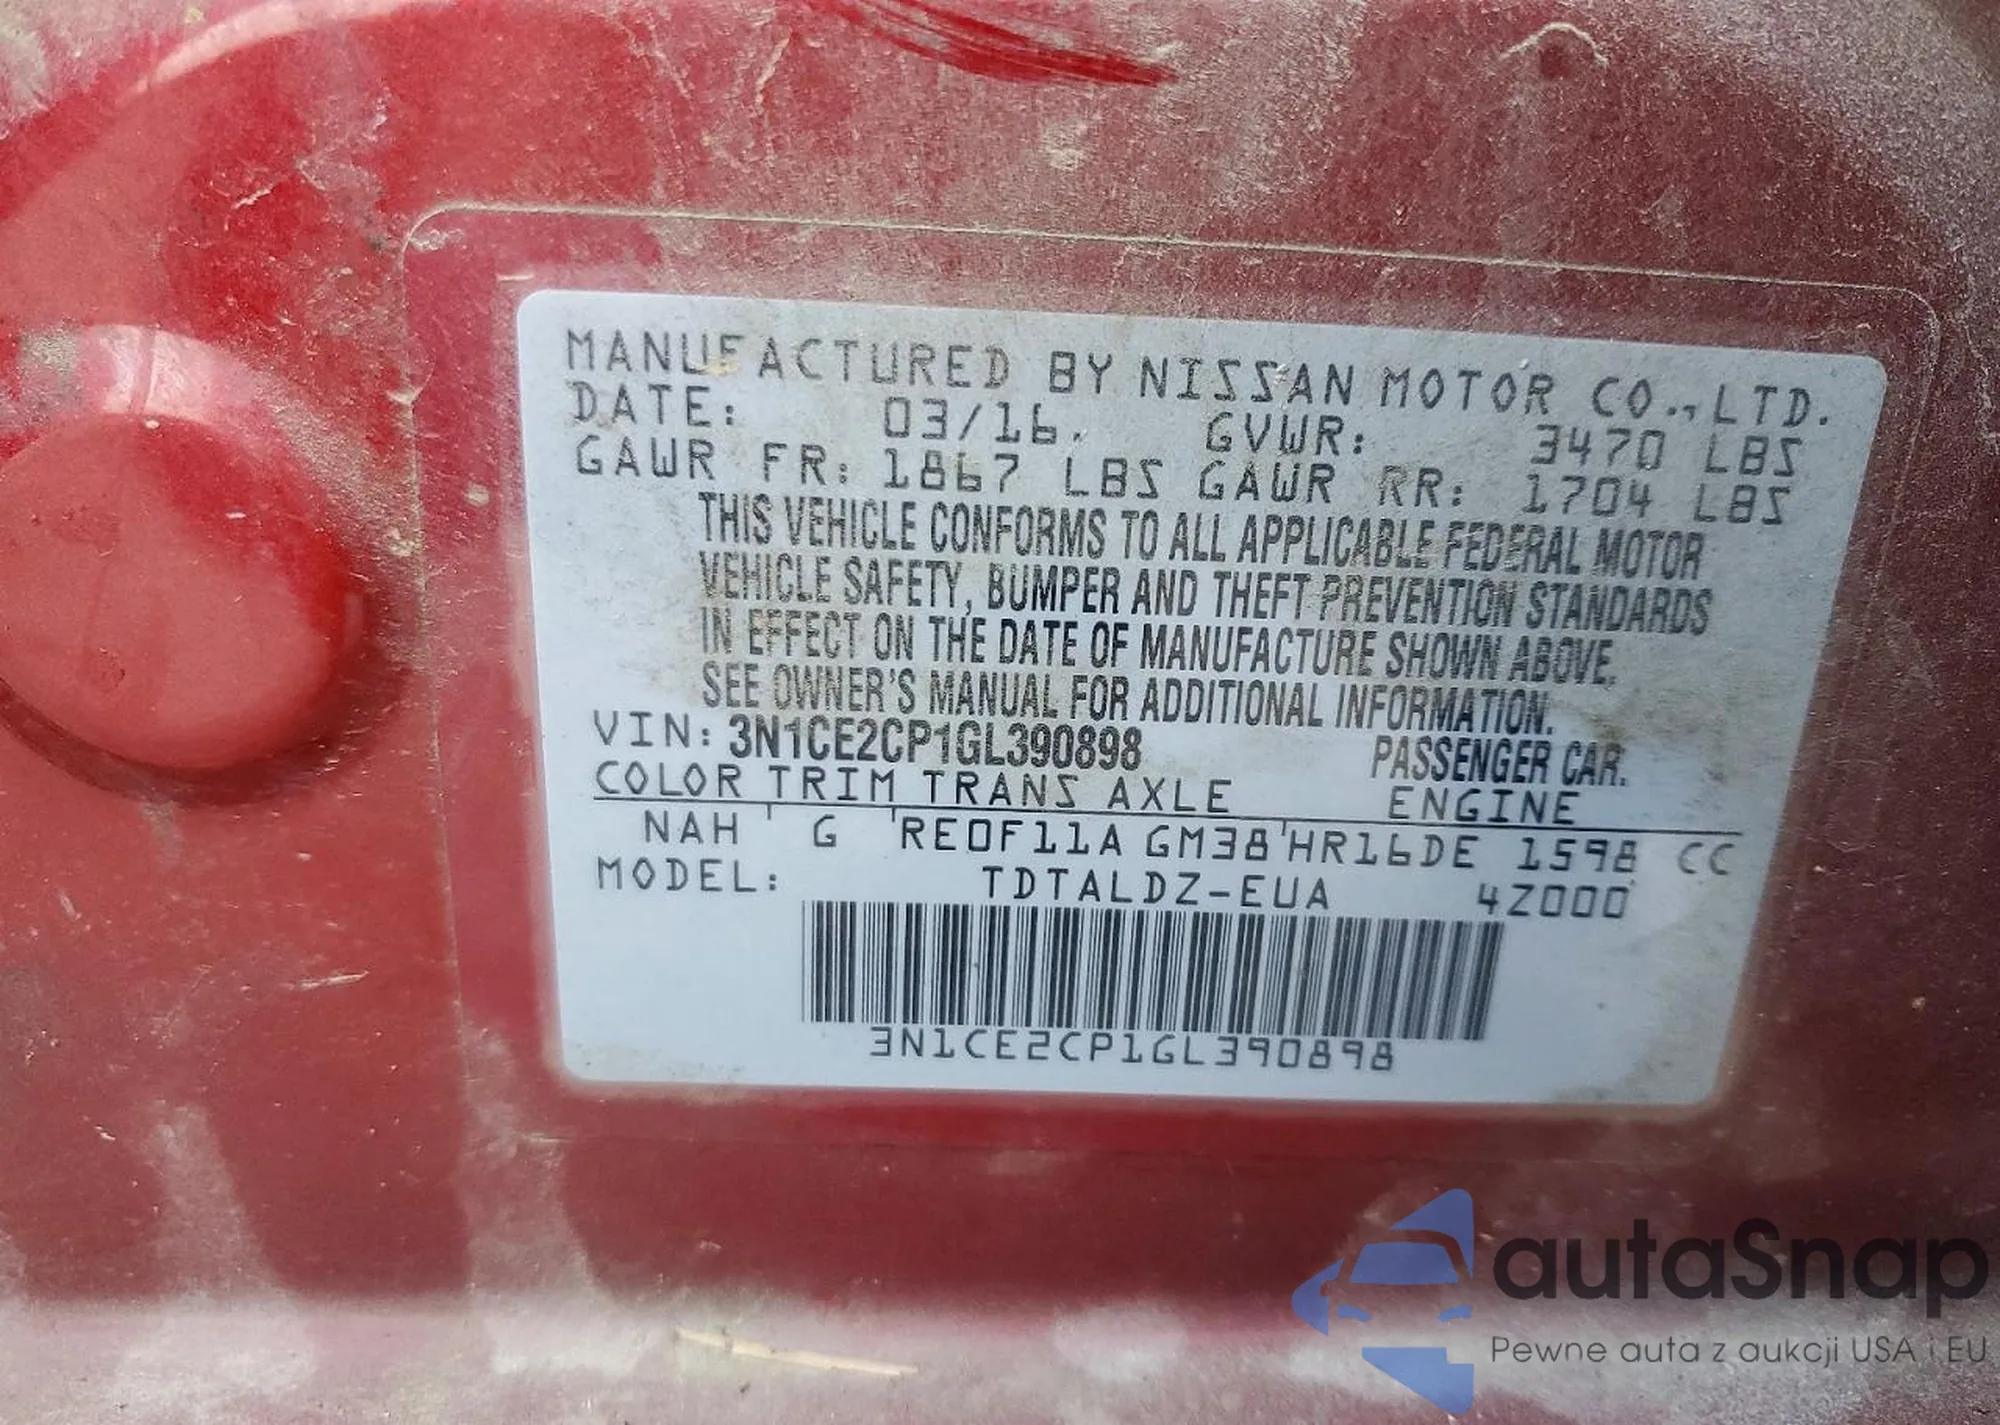 MANUFACTURED BY NISSAN MOTOR CO.,LTD.
DATE: 03/16. GVWR: 3470 LBS
GAWR FR: 1867 LBS GAWR RR: 1704 LBS
THIS VEHICLE CONFORMS TO ALL APPLICABLE FEDERAL MOTOR
VEHICLE SAFETY, BUMPER AND THEFT PREVENTION STANDARDS
IN EFFECT ON THE DATE OF MANUFACTURE SHOWN ABOVE.
SEE OWNER'S MANUAL FOR ADDITIONAL INFORMATION.
VIN: 3N1CE2CP1GL390898 PASSENGER CAR.
COLOR TRIM TRANS AXLE ENGINE
NAH G RE0F11A GM38 HR16DE 1598 CC
MODEL: TDTALDZ-EUA 4Z000
3N1CE2CP1GL390898
autaSnap
Pewne auta z aukcji USA i EU